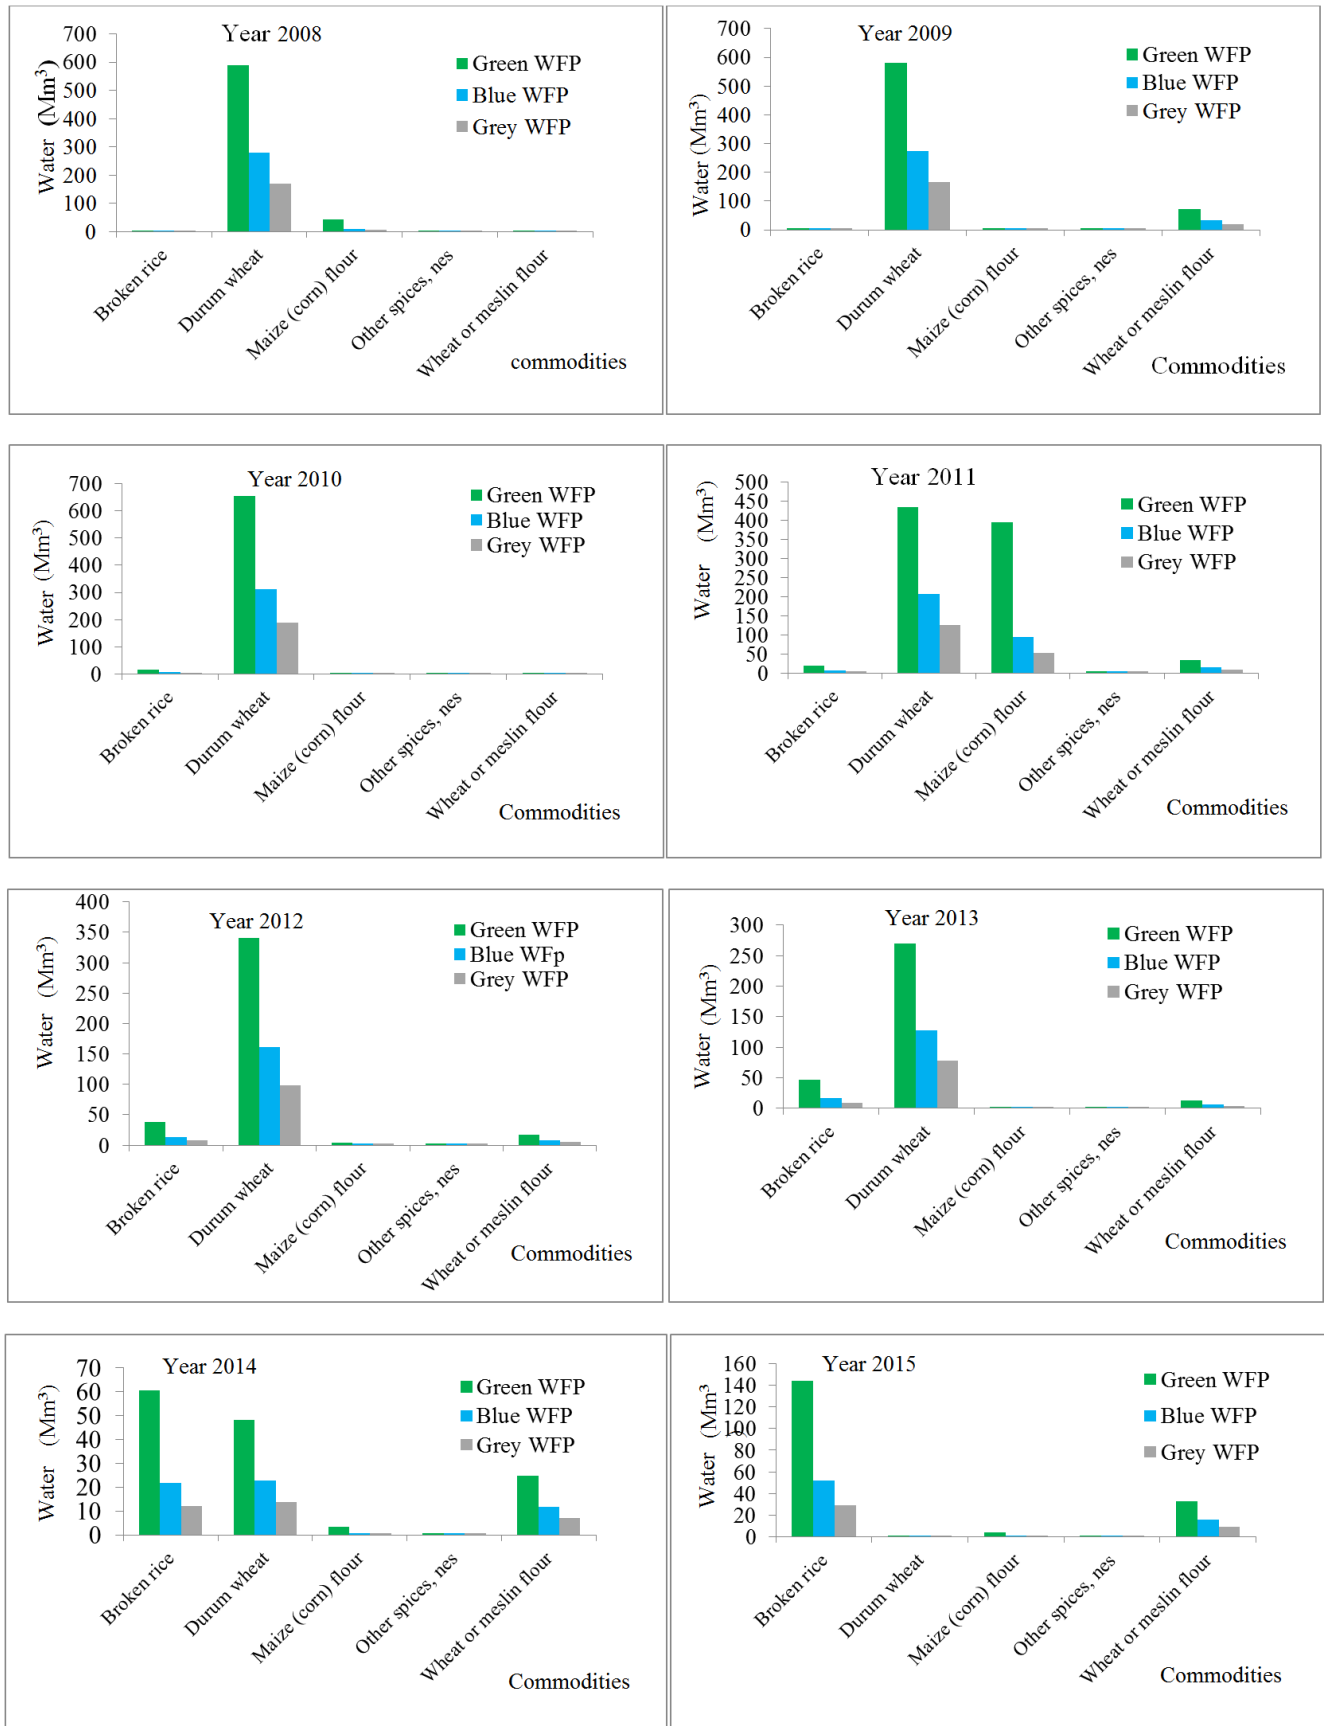 Year 2008
Water (Mm³)
700
600
500
400
300
200
100
0
Green WFP
Blue WFP
Grey WFP
Broken rice
Durum wheat
Maize (corn) flour
Other spices, nes
Wheat or meslin flour
commodities
Year 2009
Water (Mm³)
700
600
500
400
300
200
100
0
Green WFP
Blue WFP
Grey WFP
Broken rice
Durum wheat
Maize (corn) flour
Other spices, nes
Wheat or meslin flour
Commodities
Year 2010
Water (Mm³)
700
600
500
400
300
200
100
0
Green WFP
Blue WFP
Grey WFP
Broken rice
Durum wheat
Maize (corn) flour
Other spices, nes
Wheat or meslin flour
Commodities
Year 2011
Water (Mm³)
500
450
400
350
300
250
200
150
100
50
0
Green WFP
Blue WFP
Grey WFP
Broken rice
Durum wheat
Maize (corn) flour
Other spices, nes
Wheat or meslin flour
Commodities
Year 2012
Water (Mm³)
400
350
300
250
200
150
100
50
0
Green WFP
Blue WFp
Grey WFP
Broken rice
Durum wheat
Maize (corn) flour
Other spices, nes
Wheat or meslin flour
Commodities
Year 2013
Water (Mm³)
300
250
200
150
100
50
0
Green WFP
Blue WFP
Grey WFP
Broken rice
Durum wheat
Maize (corn) flour
Other spices, nes
Wheat or meslin flour
Commodities
Year 2014
Water (Mm³)
70
60
50
40
30
20
10
0
Green WFP
Blue WFP
Grey WFP
Broken rice
Durum wheat
Maize (corn) flour
Other spices, nes
Wheat or meslin flour
Commodities
Year 2015
Water (Mm³)
160
140
120
100
80
60
40
20
0
Green WFP
Blue WFP
Grey WFP
Broken rice
Durum wheat
Maize (corn) flour
Other spices, nes
Wheat or meslin flour
Commodities